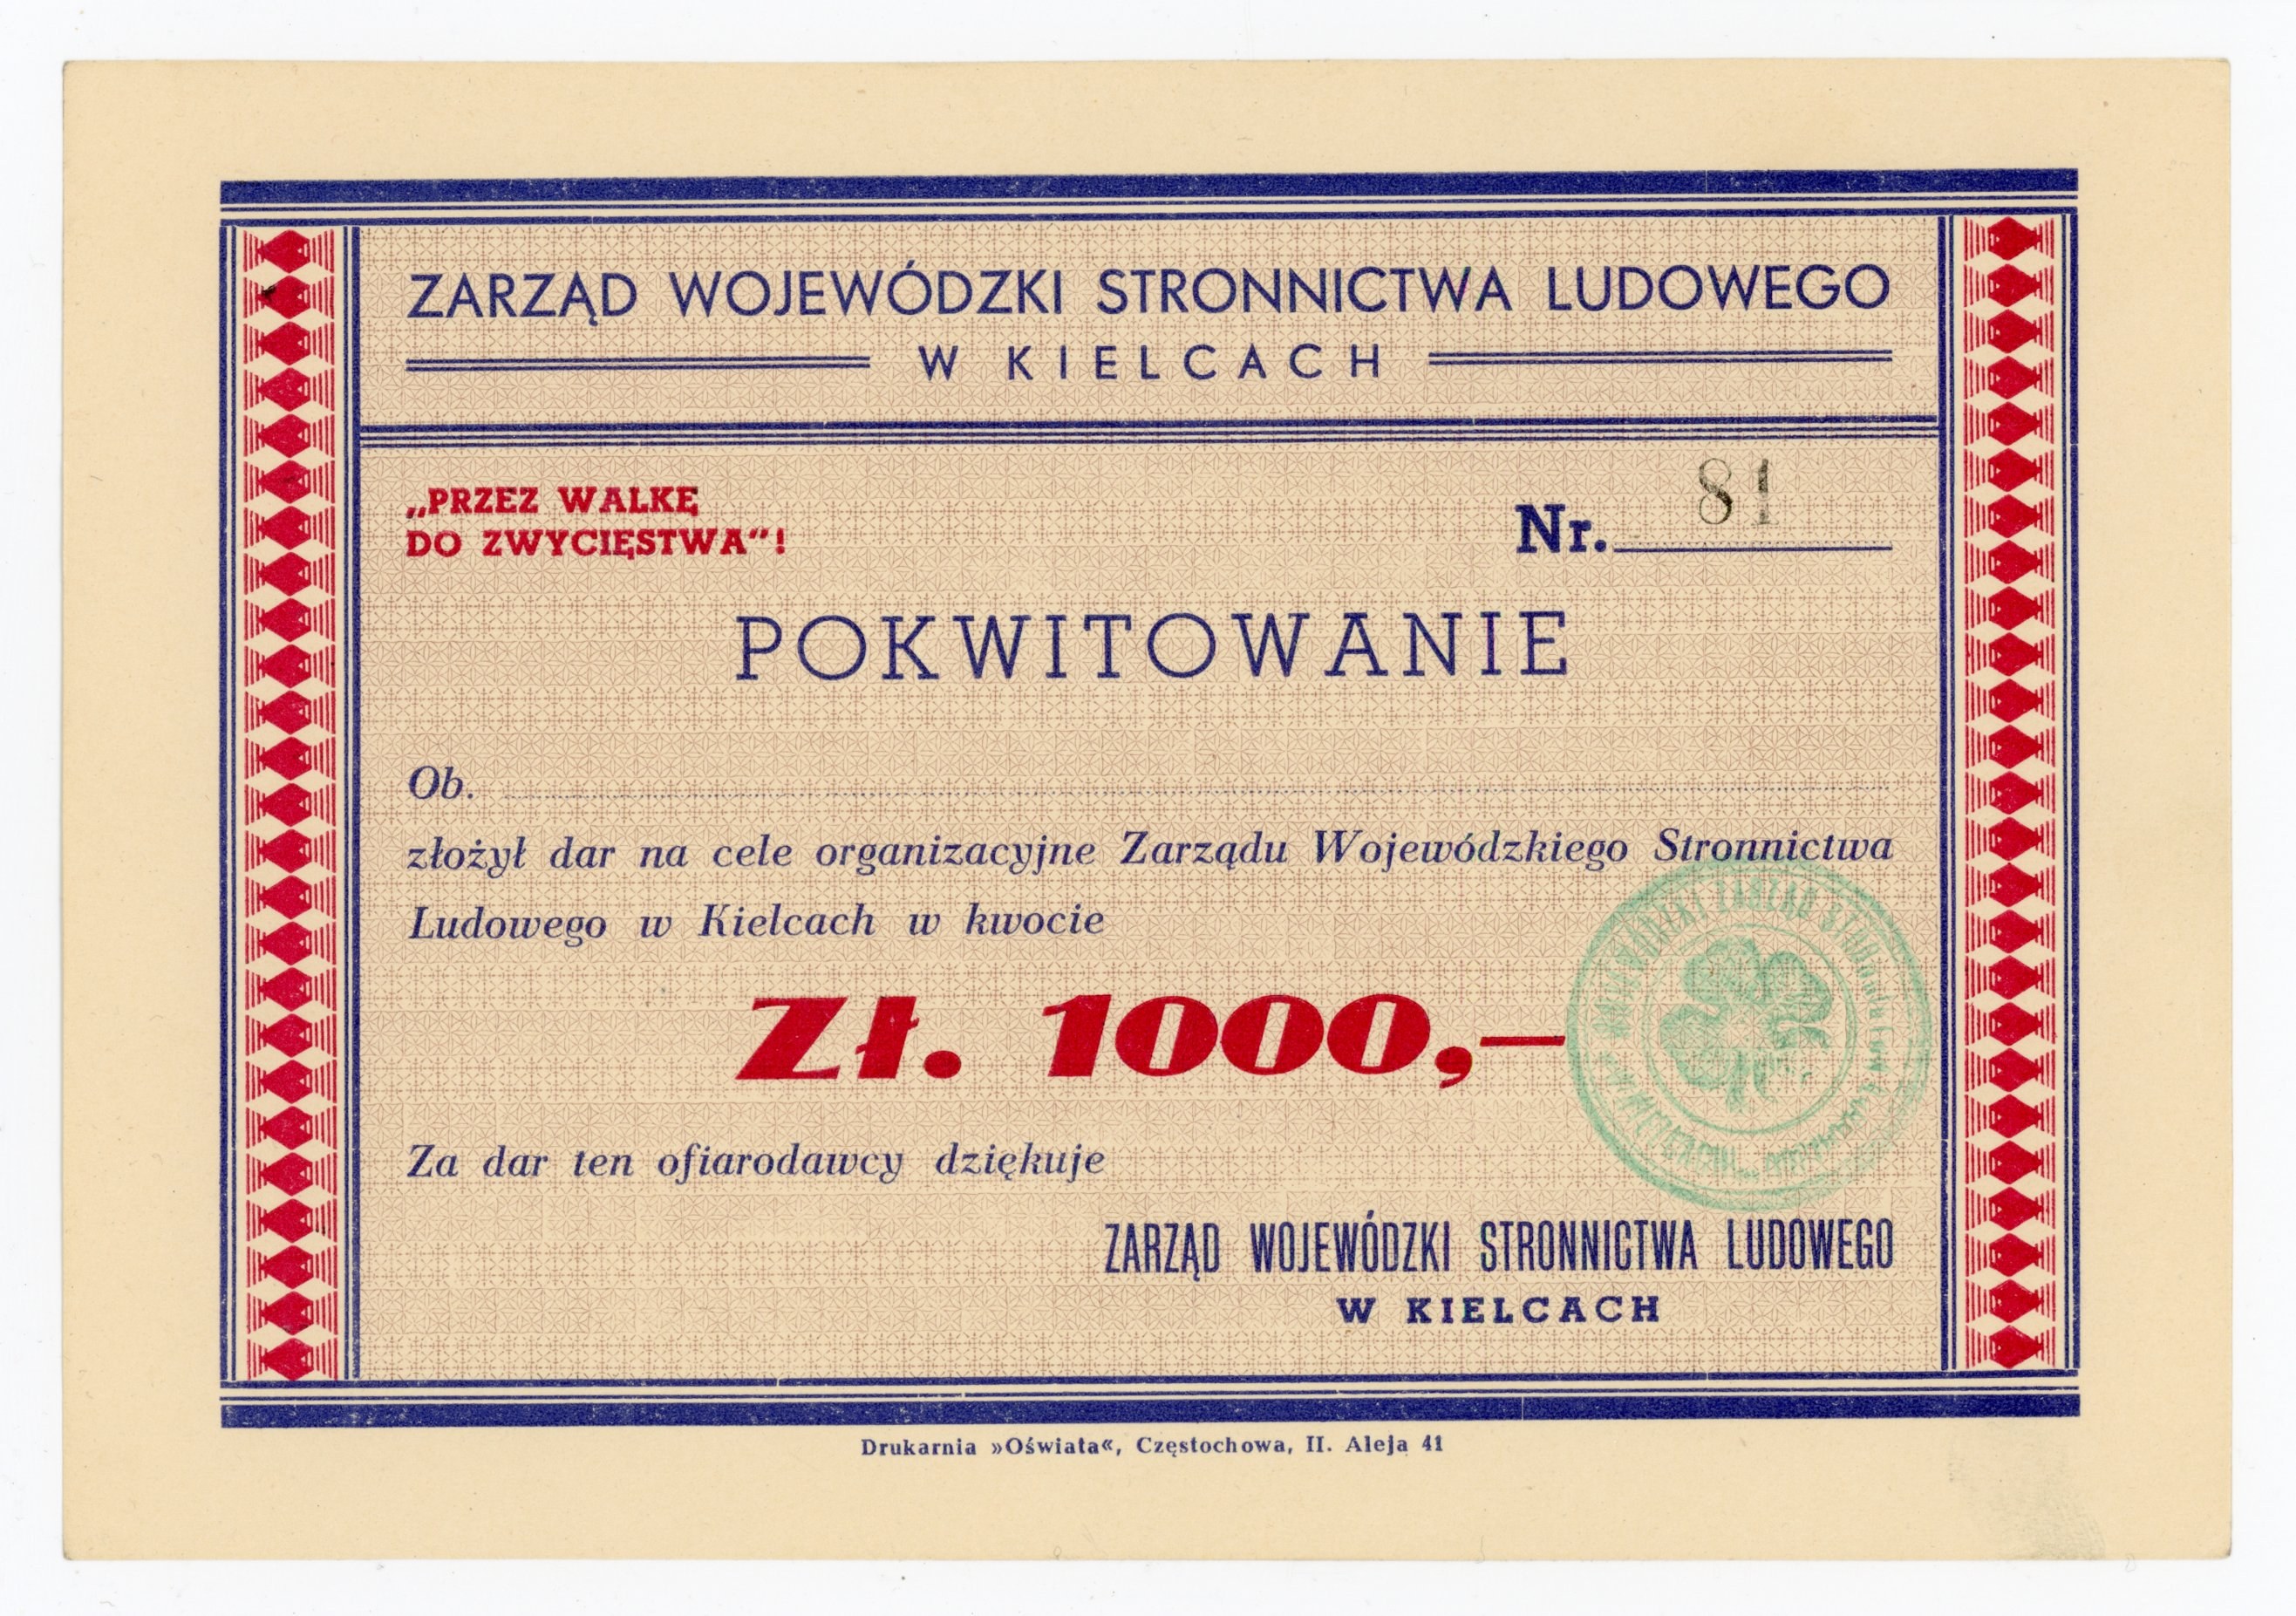 ZARZĄD WOJEWÓDZKI STRONNICTWA LUDOWEGO
W KIELCACH
„PRZEZ WALKĘ
DO ZWYCIĘSTWA“!
Nr. 81
POKWITOWANIE
Ob.
złożył dar na cele organizacyjne Zarządu Wojewódzkiego Stronnictwa
Ludowego w Kielcach w kwocie
Zł. 1000,—
Za dar ten ofiarodawcy dziękuje
ZARZĄD WOJEWÓDZKI STRONNICTWA LUDOWEGO
W KIELCACH
Drukarnia »Oświata«, Częstochowa, II. Aleja 41